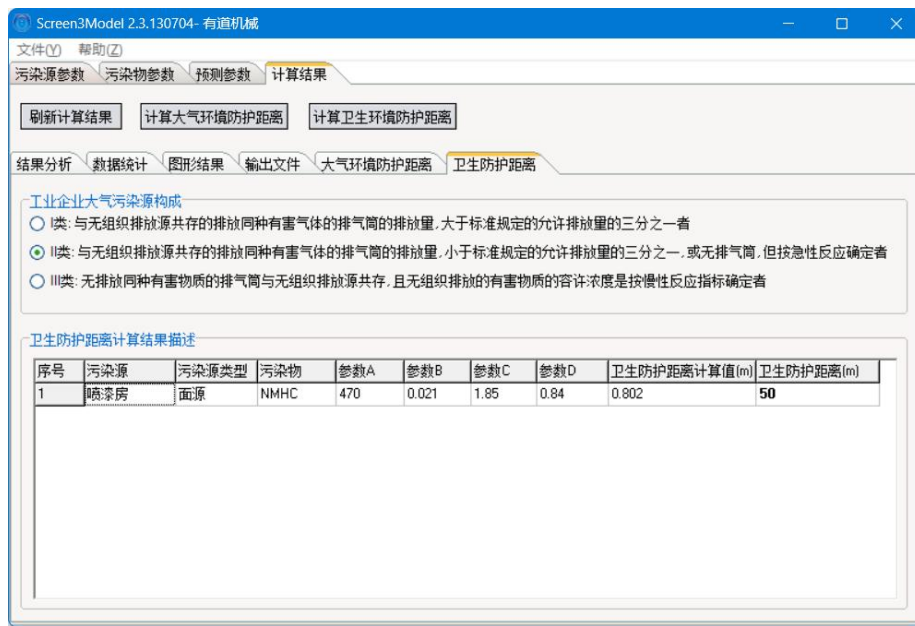 Screen3Model 2.3.130704- 有道机械
文件(Y) 帮助(Z)
污染源参数 污染物参数 预测参数 计算结果
刷新计算结果 计算大气环境防护距离 计算卫生环境防护距离
结果分析 数据统计 图形结果 输出文件 大气环境防护距离 卫生防护距离
工业企业大气污染源构成
I类: 与无组织排放源共存的排放同种有害气体的排气筒的排放量,大于标准规定的允许排放量的三分之一者
II类: 与无组织排放源共存的排放同种有害气体的排气筒的排放量,小于标准规定的允许排放量的三分之一,或无排气筒,但按急性反应确定者
III类: 无排放同种有害物质的排气筒与无组织排放源共存,且无组织排放的有害物质的容许浓度是按慢性反应指标确定者
卫生防护距离计算结果描述
序号 污染源 污染源类型 污染物 参数A 参数B 参数C 参数D 卫生防护距离计算值(m) 卫生防护距离(m)
1 喷漆房 面源 NMHC 470 0.021 1.85 0.84 0.802 50